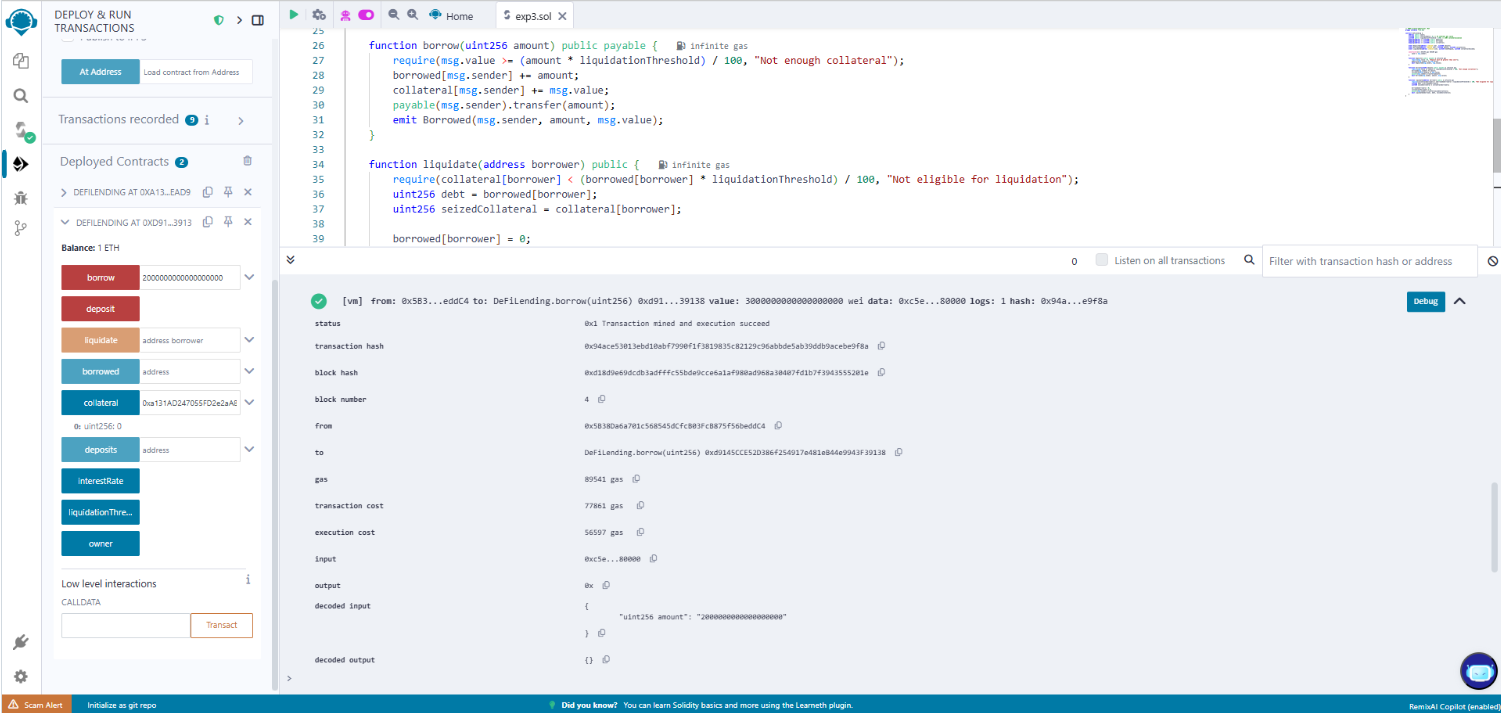 DEPLOY & RUN
TRANSACTIONS
At Address
Load contract from Address
Transactions recorded 9 i
Deployed Contracts 2
DEFILENDING AT 0XA13...EAD9
DEFILENDING AT 0XD91...3913
Balance: 1 ETH
borrow 2000000000000000000
deposit
liquidate address borrower
borrowed address
collateral 0xa131AD247055FD2e2aA8
0: uint256: 0
deposits address
interestRate
liquidationThre...
owner
Low level interactions i
CALLDATA
Transact
Home
exp3.sol
25
26 function borrow(uint256 amount) public payable { infinite gas
27 require(msg.value >= (amount * liquidationThreshold) / 100, "Not enough collateral");
28 borrowed[msg.sender] += amount;
29 collateral[msg.sender] += msg.value;
30 payable(msg.sender).transfer(amount);
31 emit Borrowed(msg.sender, amount, msg.value);
32 }
33
34 function liquidate(address borrower) public { infinite gas
35 require(collateral[borrower] < (borrowed[borrower] * liquidationThreshold) / 100, "Not eligible for liquidation");
36 uint256 debt = borrowed[borrower];
37 uint256 seizedCollateral = collateral[borrower];
38
39 borrowed[borrower] = 0;
0 Listen on all transactions Filter with transaction hash or address
[vm] from: 0x5B3...eddC4 to: DeFiLending.borrow(uint256) 0xd91...39138 value: 3000000000000000000 wei data: 0xc5e...80000 logs: 1 hash: 0x94a...e9f8a
Debug
status 0x1 Transaction mined and execution succeed
transaction hash 0x94ace53013ebd10abf7990f1f3819835c82129c96abbde5ab39ddb9acebe9f8a
block hash 0xd18d9e69dcdb3adfffc55bde9cce6a1af980ad968a30407fd1b7f3943555201e
block number 4
from 0x5B38Da6a701c568545dCfcB03FcB875f56beddC4
to DeFiLending.borrow(uint256) 0xd9145CCE52D386f254917e481eB44e9943F39138
gas 89541 gas
transaction cost 77861 gas
execution cost 56597 gas
input 0xc5e...80000
output 0x
decoded input {
"uint256 amount": "2000000000000000000"
}
decoded output {}
>
Scam Alert
Initialize as git repo
Did you know? You can learn Solidity basics and more using the Learneth plugin.
RemixAI Copilot (enabled)